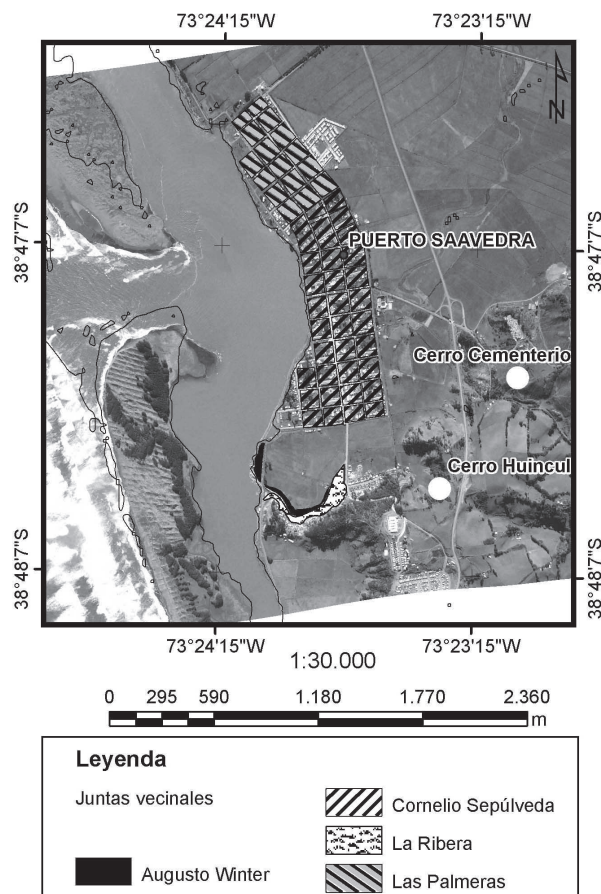 73°24'15"W 73°23'15"W
N
38°47'7"S 38°47'7"S
PUERTO SAAVEDRA
Cerro Cementerio
Cerro Huincul
38°48'7"S 38°48'7"S
73°24'15"W 73°23'15"W
1:30.000
0 295 590 1.180 1.770 2.360
m
Leyenda
Juntas vecinales
Cornelio Sepúlveda
La Ribera
Augusto Winter
Las Palmeras